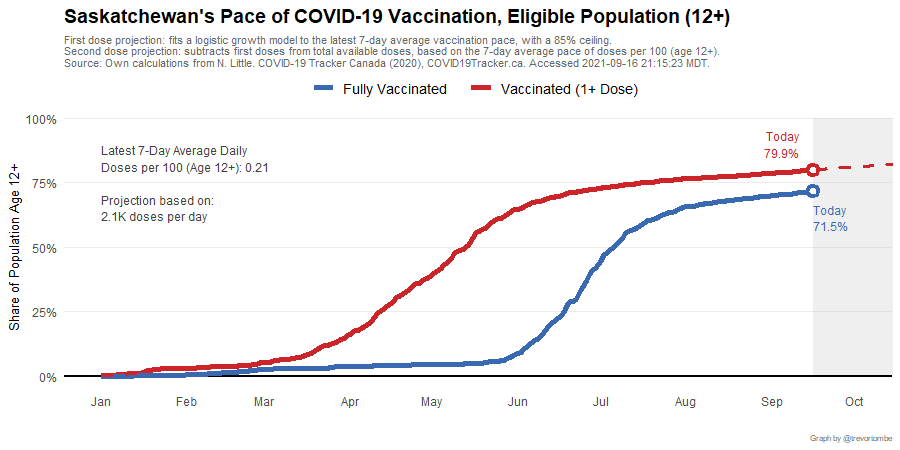 Saskatchewan's Pace of COVID-19 Vaccination, Eligible Population (12+)
First dose projection: fits a logistic growth model to the latest 7-day average vaccination pace, with a 85% ceiling.
Second dose projection: subtracts first doses from total available doses, based on the 7-day average pace of doses per 100 (age 12+).
Source: Own calculations from N. Little. COVID-19 Tracker Canada (2020), COVID19Tracker.ca. Accessed 2021-09-16 21:15:23 MDT.
Fully Vaccinated
Vaccinated (1+ Dose)
100%
75%
50%
25%
0%
Share of Population Age 12+
Latest 7-Day Average Daily
Doses per 100 (Age 12+): 0.21
Projection based on:
2.1K doses per day
Today
79.9%
Today
71.5%
Jan Feb Mar Apr May Jun Jul Aug Sep Oct
Graph by @trevortombe